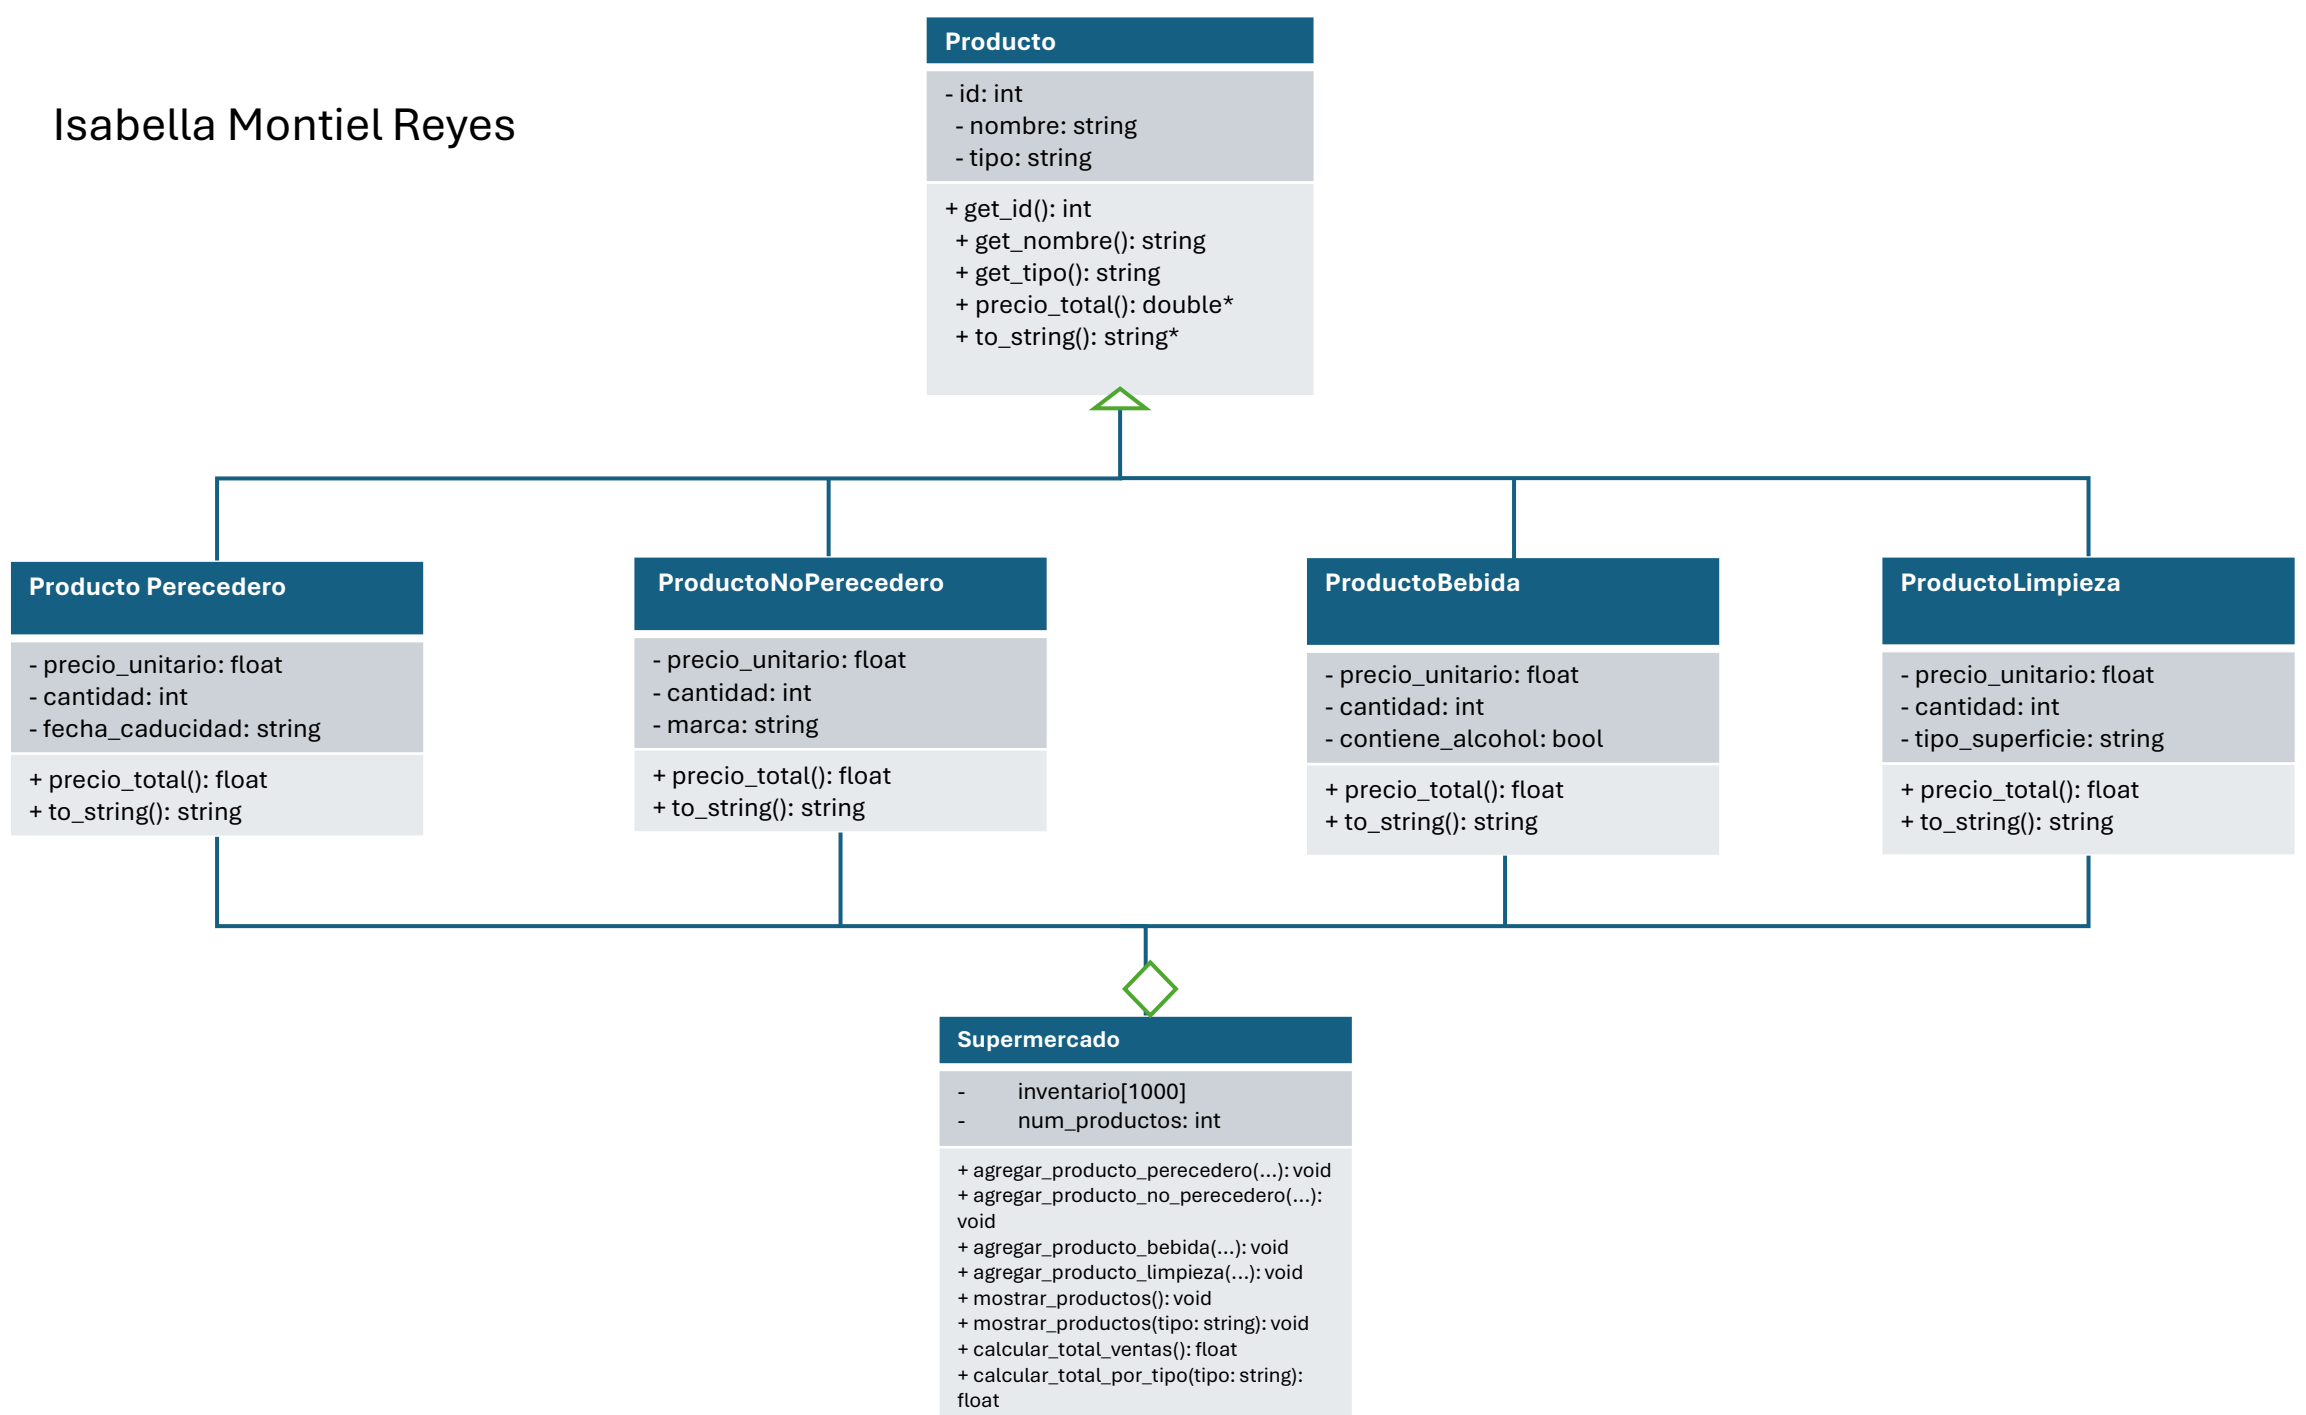 Isabella Montiel Reyes
Producto
- id: int
- nombre: string
- tipo: string
+ get_id(): int
+ get_nombre(): string
+ get_tipo(): string
+ precio_total(): double*
+ to_string(): string*
Producto Perecedero
- precio_unitario: float
- cantidad: int
- fecha_caducidad: string
+ precio_total(): float
+ to_string(): string
ProductoNoPerecedero
- precio_unitario: float
- cantidad: int
- marca: string
+ precio_total(): float
+ to_string(): string
ProductoBebida
- precio_unitario: float
- cantidad: int
- contiene_alcohol: bool
+ precio_total(): float
+ to_string(): string
ProductoLimpieza
- precio_unitario: float
- cantidad: int
- tipo_superficie: string
+ precio_total(): float
+ to_string(): string
Supermercado
- inventario[1000]
- num_productos: int
+ agregar_producto_perecedero(...): void
+ agregar_producto_no_perecedero(...):
void
+ agregar_producto_bebida(...): void
+ agregar_producto_limpieza(...): void
+ mostrar_productos(): void
+ mostrar_productos(tipo: string): void
+ calcular_total_ventas(): float
+ calcular_total_por_tipo(tipo: string):
float